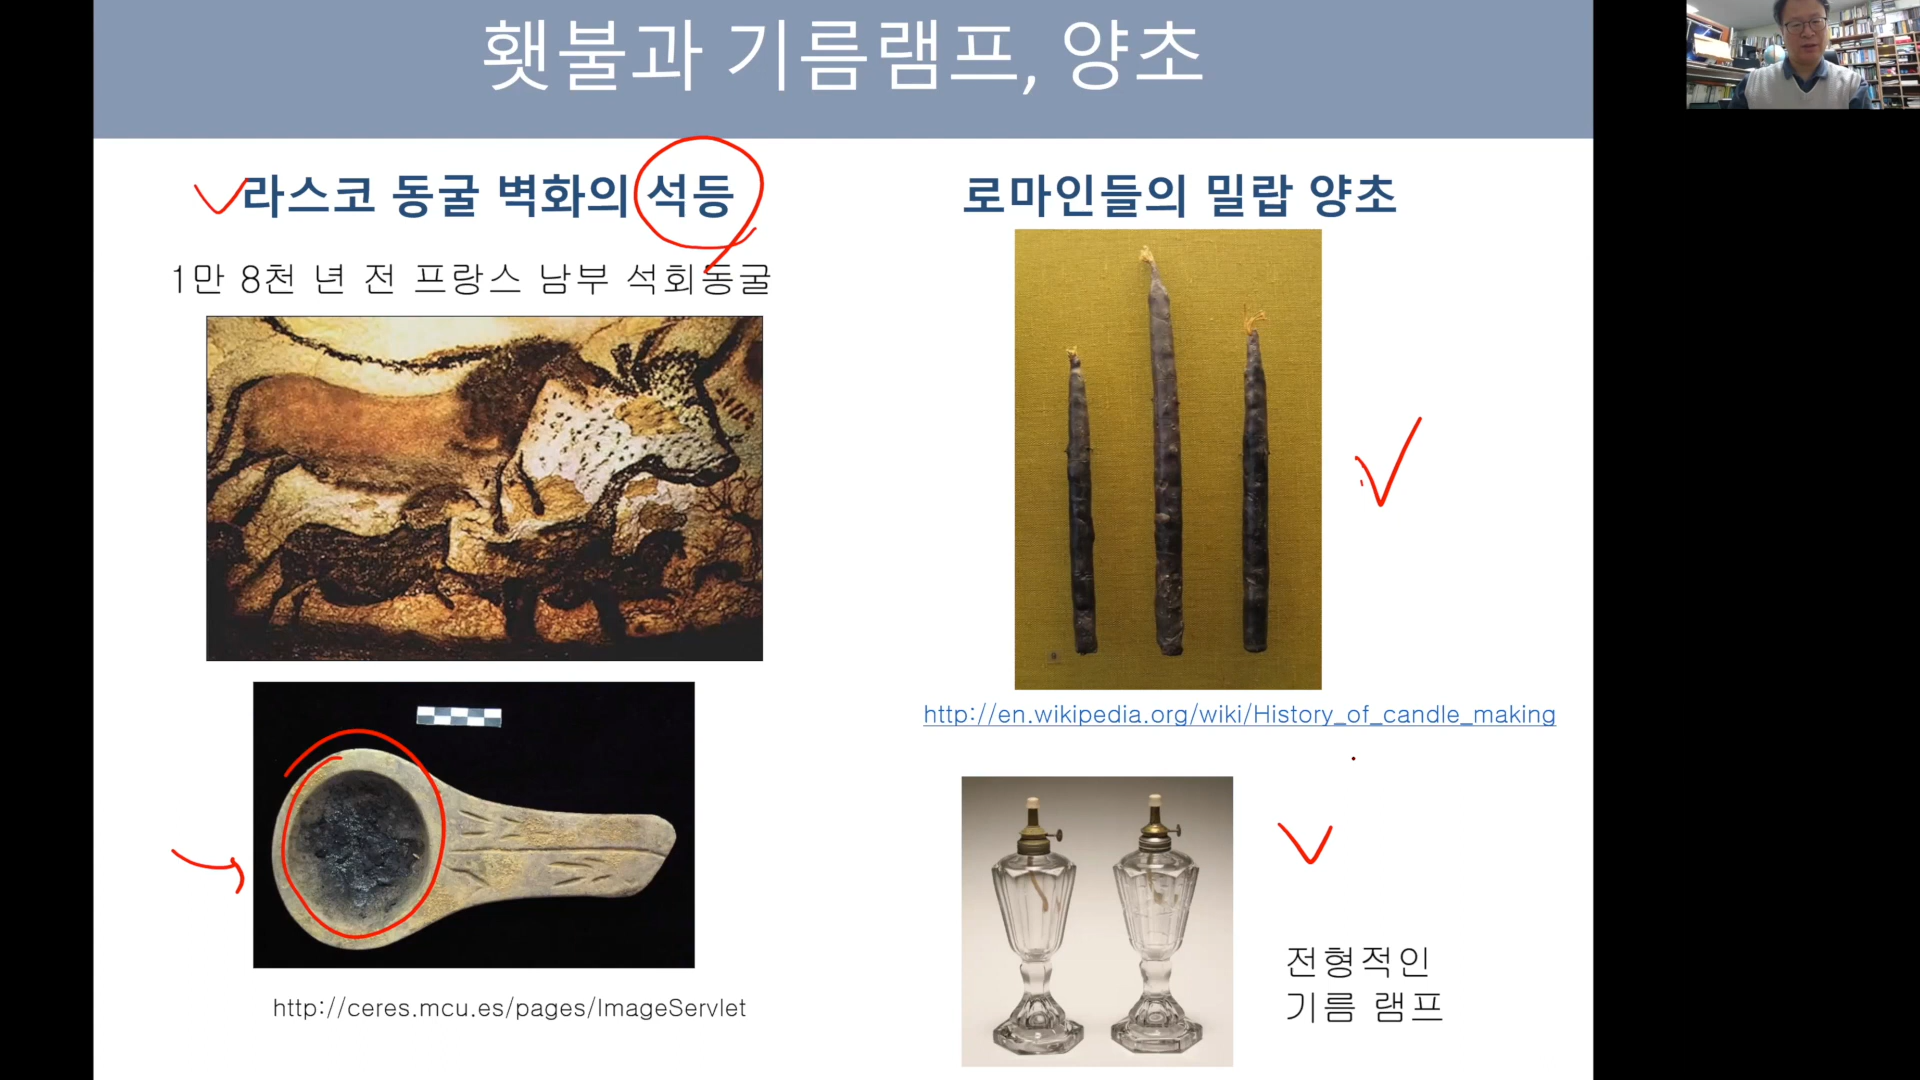 횃불과 기름램프, 양초
라스코 동굴 벽화의 석등
1만 8천 년 전 프랑스 남부 석회동굴
http://ceres.mcu.es/pages/ImageServlet
로마인들의 밀랍 양초
http://en.wikipedia.org/wiki/History_of_candle_making
전형적인
기름 램프